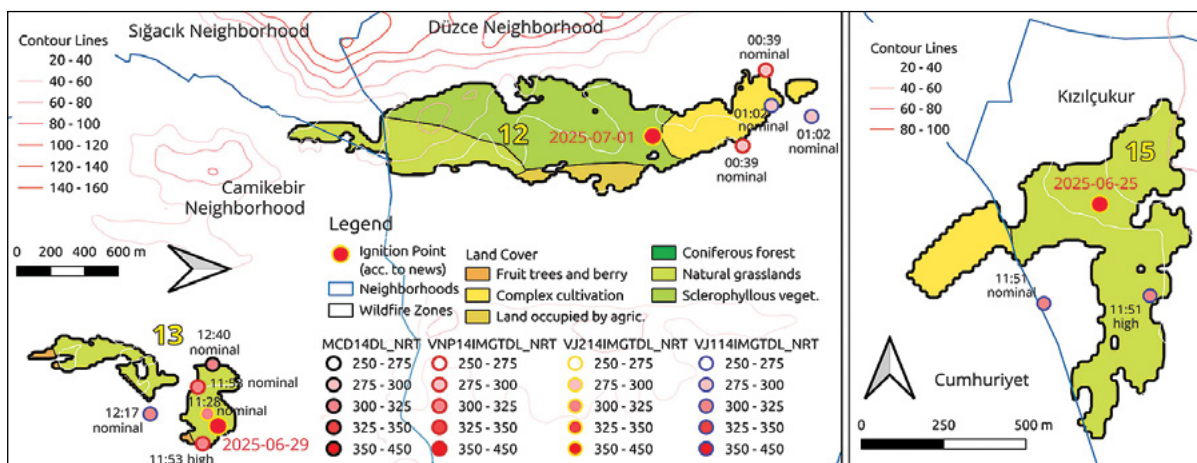 Sığacık Neighborhood
Düzce Neighborhood
Contour Lines
20 - 40
40 - 60
60 - 80
80 - 100
100 - 120
120 - 140
140 - 160
00:39
nominal
12
2025-07-01
01:02
nominal
01:02
nominal
00:39
nominal
Camikebir
Neighborhood
0 200 400 600 m
Legend
Ignition Point
(acc. to news)
Neighborhoods
Wildfire Zones
Land Cover
Fruit trees and berry
Complex cultivation
Land occupied by agric.
Coniferous forest
Natural grasslands
Sclerophyllous veget.
13
12:40
nominal
11:53 nominal
11:28
nominal
12:17
nominal
2025-06-29
11:53 high
MCD14DL_NRT
250 - 275
275 - 300
300 - 325
325 - 350
350 - 450
VNP14IMGTDL_NRT
250 - 275
275 - 300
300 - 325
325 - 350
350 - 450
VJ214IMGTDL_NRT
250 - 275
275 - 300
300 - 325
325 - 350
350 - 450
VJ114IMGTDL_NRT
250 - 275
275 - 300
300 - 325
325 - 350
350 - 450
Contour Lines
20 - 40
40 - 60
60 - 80
80 - 100
Kızılçukur
15
2025-06-25
11:51
nominal
11:51
high
Cumhuriyet
0 250 500 m